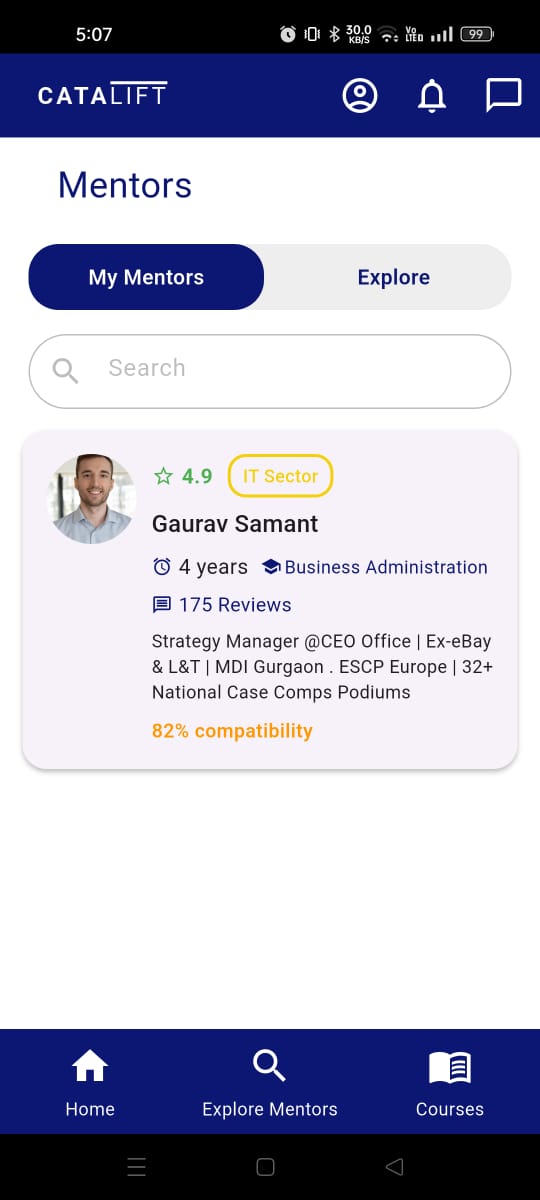 5:07
30.0 KB/S
Vo LTE
99
CATALIFT
Mentors
My Mentors
Explore
Search
4.9
IT Sector
Gaurav Samant
4 years
Business Administration
175 Reviews
Strategy Manager @CEO Office | Ex-eBay
& L&T | MDI Gurgaon . ESCP Europe | 32+
National Case Comps Podiums
82% compatibility
Home
Explore Mentors
Courses